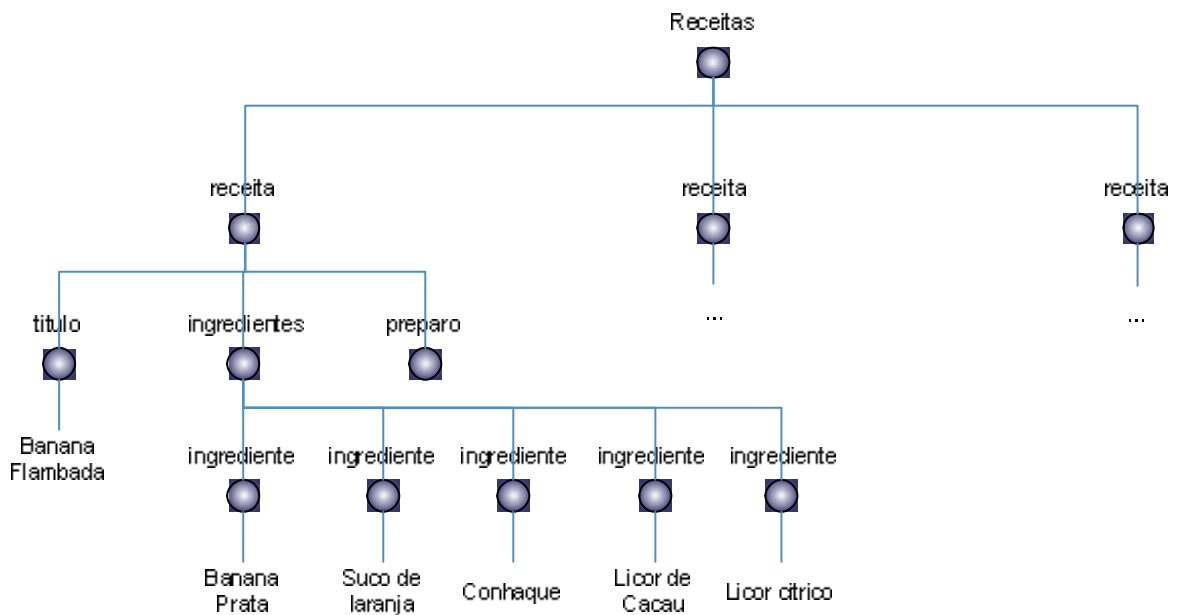 Receitas
receita
receita
receita
titulo
ingredientes
preparo
...
...
Banana
Flambada
ingrediente
ingrediente
ingrediente
ingrediente
ingrediente
Banana
Prata
Suco de
laranja
Conhaque
Licor de
Cacau
Licor citrico